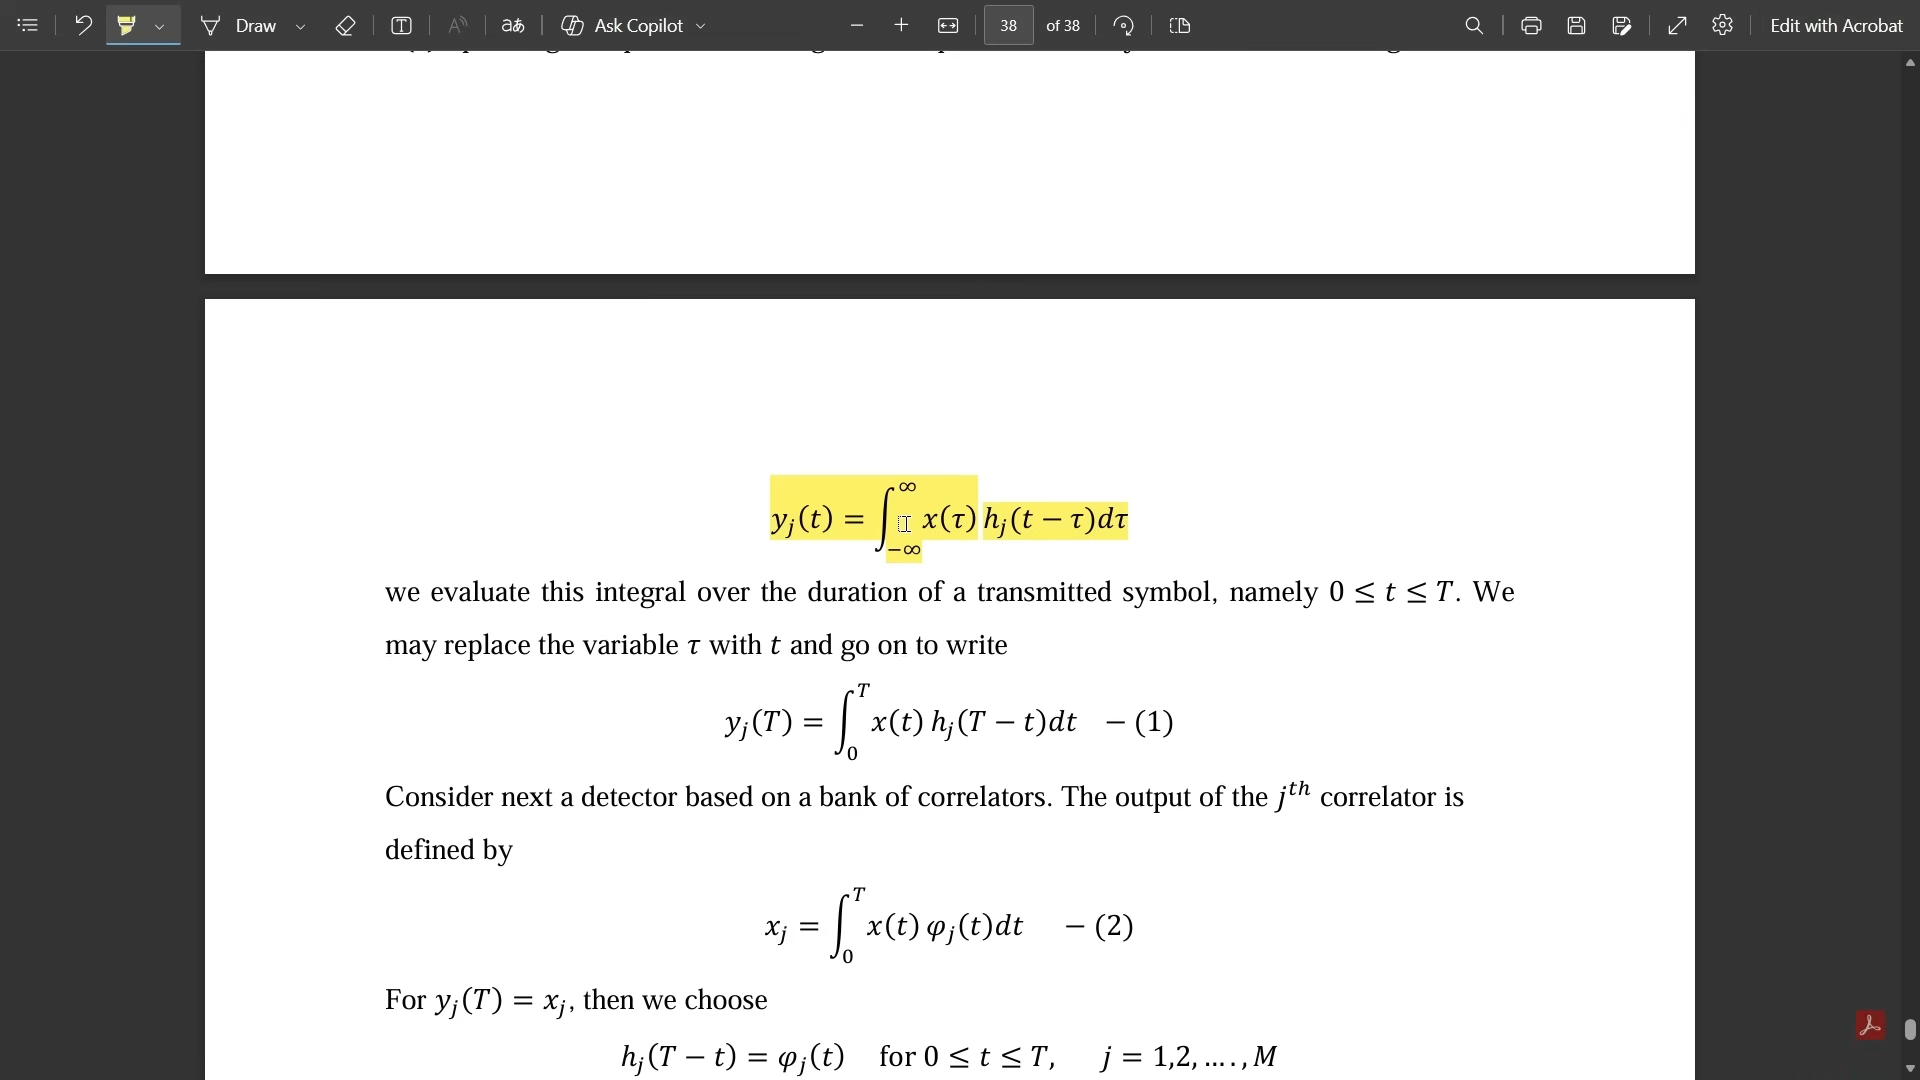 Draw
aあ
Ask Copilot
38 of 38
Edit with Acrobat
y_j(t) = ∫_{−∞}^{∞} x(τ) h_j(t − τ)dτ
we evaluate this integral over the duration of a transmitted symbol, namely 0 ≤ t ≤ T. We
may replace the variable τ with t and go on to write
y_j(T) = ∫_0^T x(t) h_j(T − t)dt − (1)
Consider next a detector based on a bank of correlators. The output of the j^{th} correlator is
defined by
x_j = ∫_0^T x(t) φ_j(t)dt − (2)
For y_j(T) = x_j, then we choose
h_j(T − t) = φ_j(t) for 0 ≤ t ≤ T, j = 1,2, …. , M